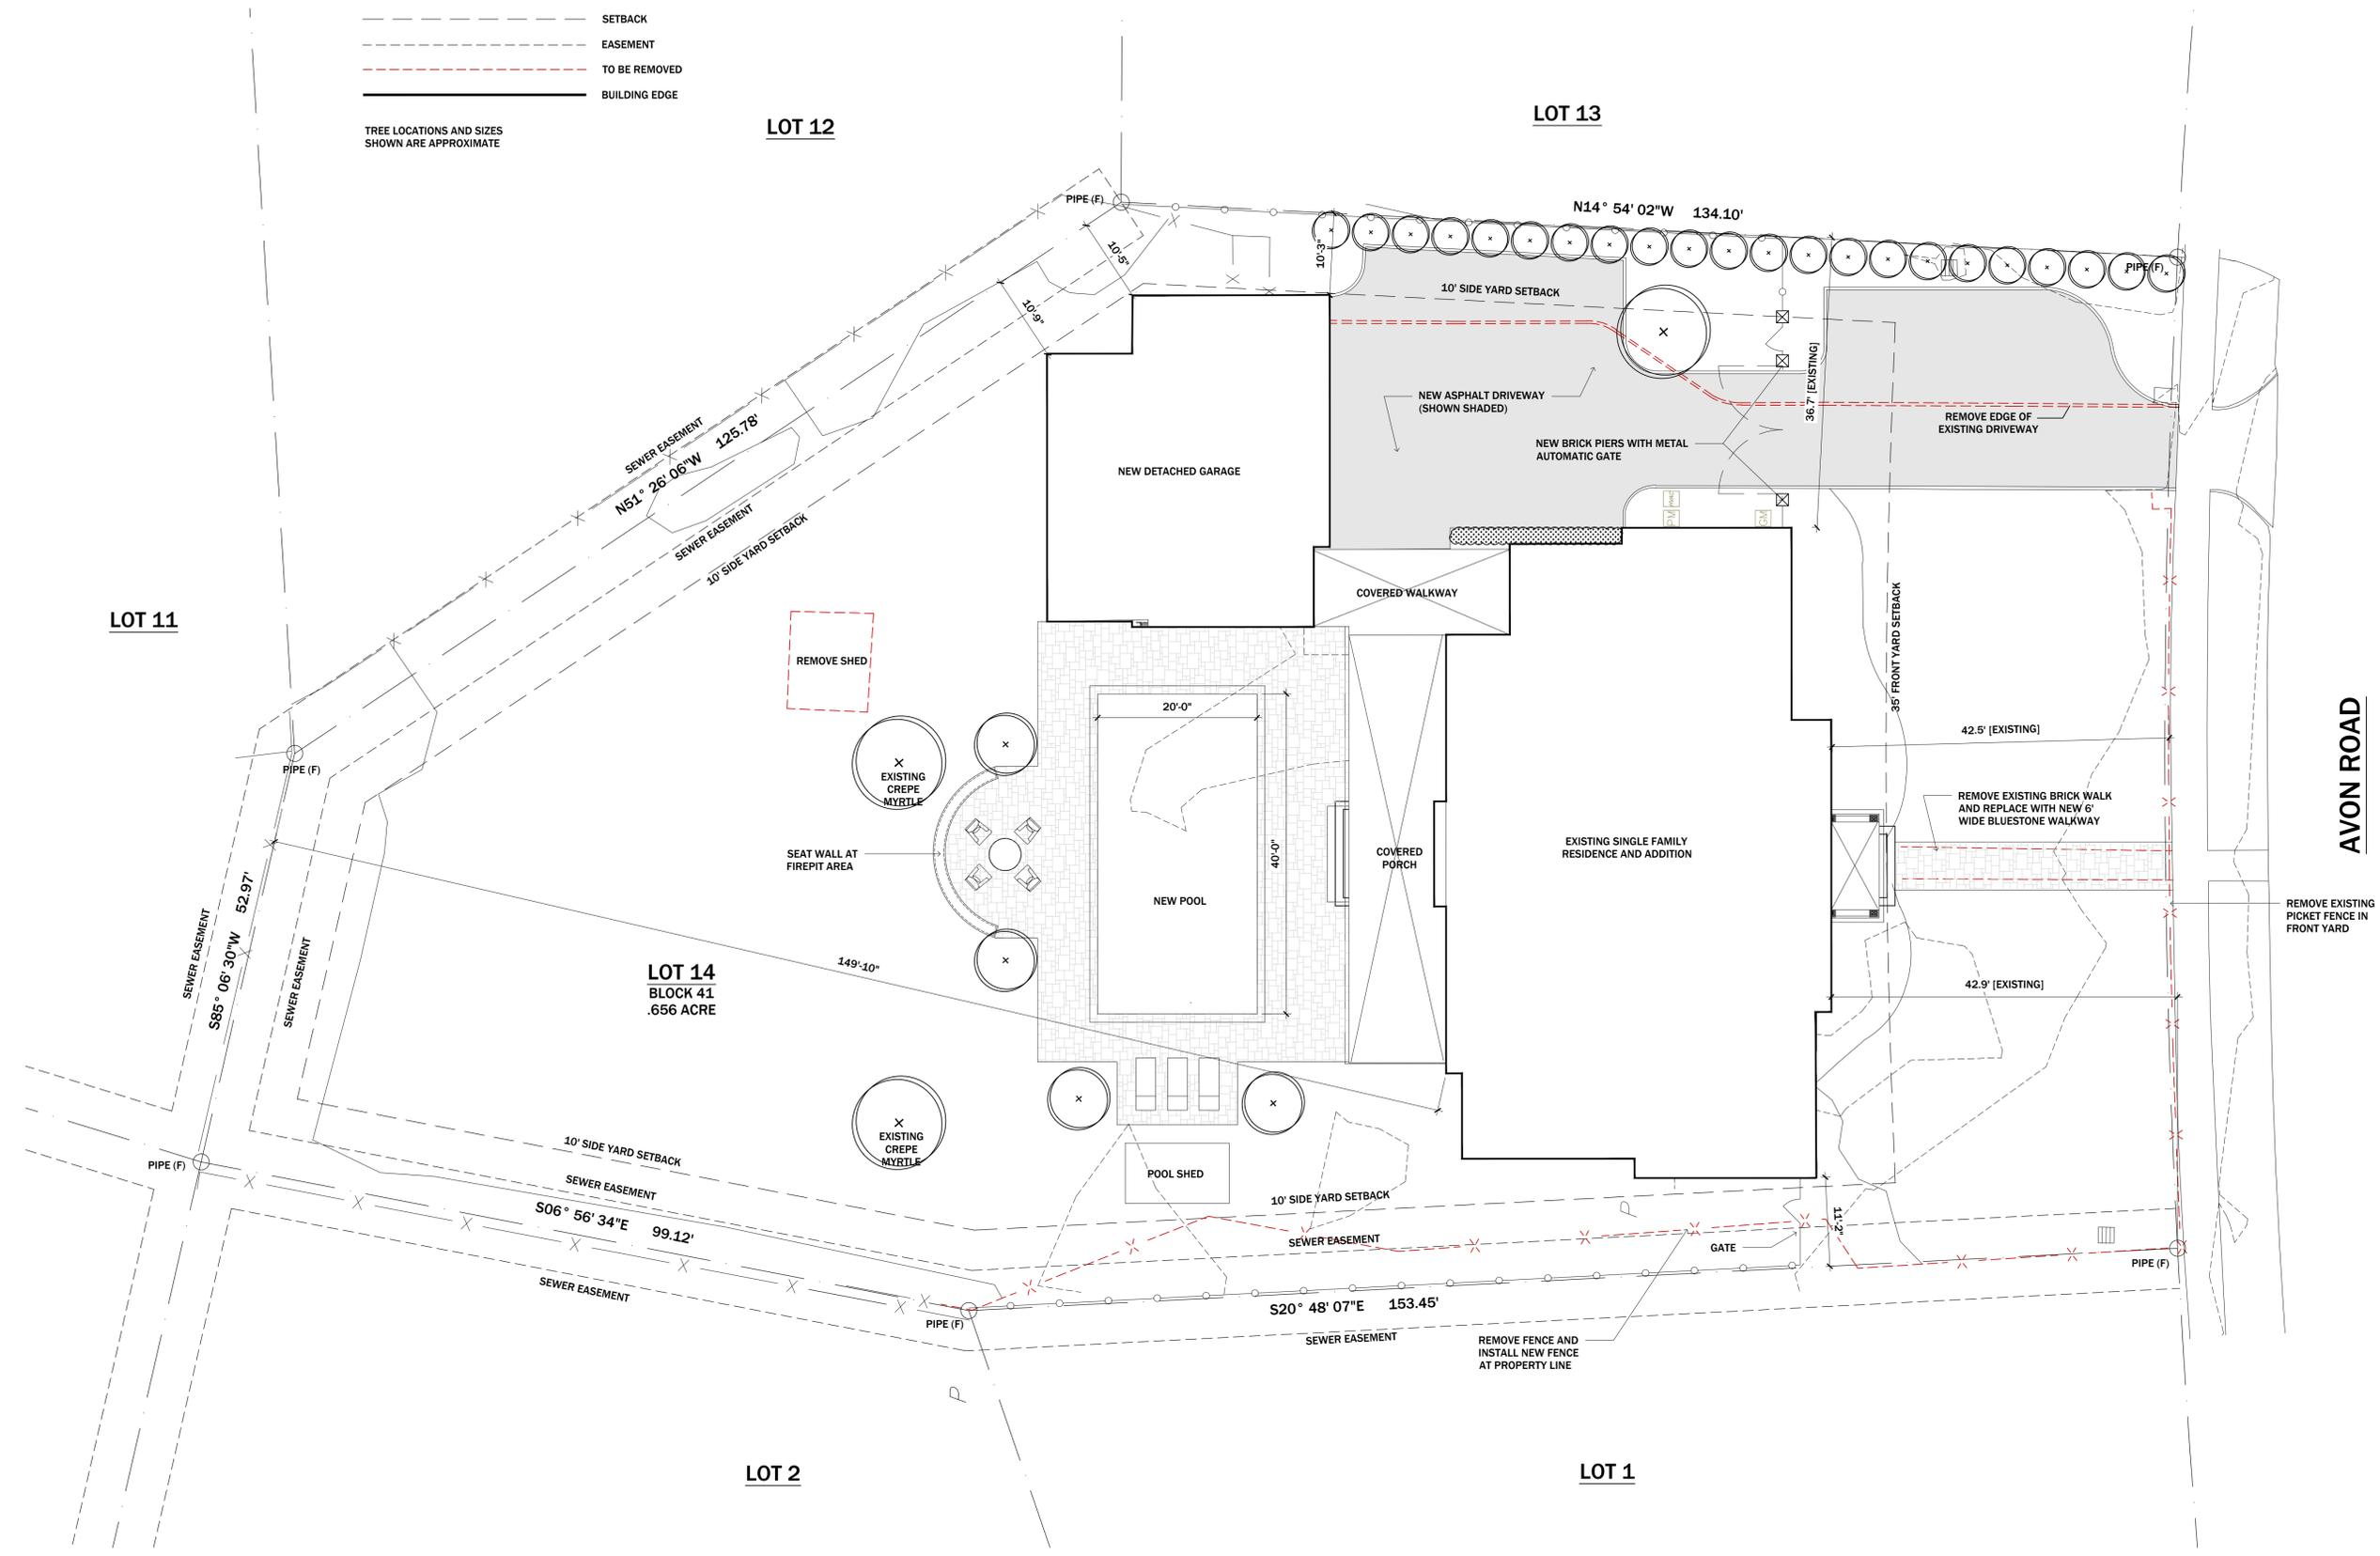 SETBACK
EASEMENT
TO BE REMOVED
BUILDING EDGE
TREE LOCATIONS AND SIZES
SHOWN ARE APPROXIMATE
LOT 12
LOT 13
PIPE (F)
N14° 54' 02"W 134.10'
10'-5"
10'-3"
PIPE (F)
10'-9"
10' SIDE YARD SETBACK
36.7' [EXISTING]
NEW ASPHALT DRIVEWAY
(SHOWN SHADED)
REMOVE EDGE OF
EXISTING DRIVEWAY
NEW BRICK PIERS WITH METAL
AUTOMATIC GATE
SEWER EASEMENT
N51° 26' 06"W 125.78'
SEWER EASEMENT
10' SIDE YARD SETBACK
NEW DETACHED GARAGE
PM
GM
LOT 11
COVERED WALKWAY
35' FRONT YARD SETBACK
REMOVE SHED
20'-0"
42.5' [EXISTING]
AVON ROAD
PIPE (F)
EXISTING
CREPE
MYRTLE
REMOVE EXISTING BRICK WALK
AND REPLACE WITH NEW 6'
WIDE BLUESTONE WALKWAY
SEAT WALL AT
FIREPIT AREA
40'-0"
COVERED
PORCH
EXISTING SINGLE FAMILY
RESIDENCE AND ADDITION
NEW POOL
REMOVE EXISTING
PICKET FENCE IN
FRONT YARD
SEWER EASEMENT
S85° 06' 30"W 52.97'
SEWER EASEMENT
149'-10"
LOT 14
BLOCK 41
.656 ACRE
42.9' [EXISTING]
PIPE (F)
10' SIDE YARD SETBACK
EXISTING
CREPE
MYRTLE
POOL SHED
SEWER EASEMENT
10' SIDE YARD SETBACK
S06° 56' 34"E 99.12'
SEWER EASEMENT
11'-2"
GATE
PIPE (F)
SEWER EASEMENT
PIPE (F)
S20° 48' 07"E 153.45'
SEWER EASEMENT
REMOVE FENCE AND
INSTALL NEW FENCE
AT PROPERTY LINE
LOT 2
LOT 1